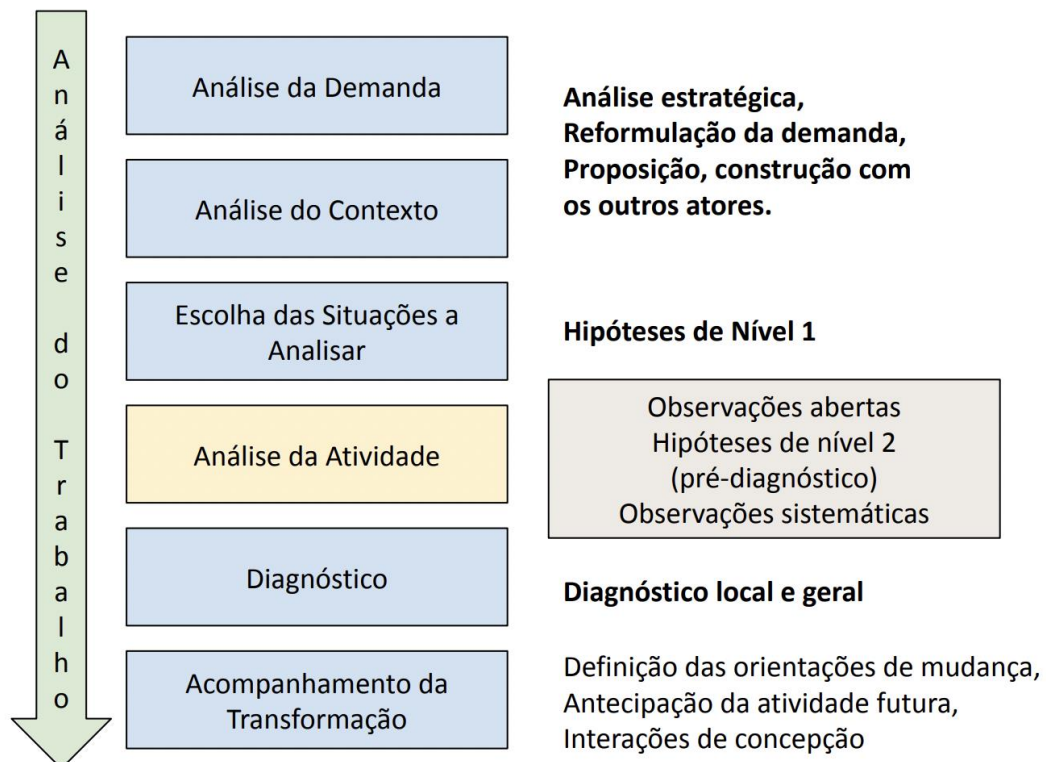 Análise do Trabalho
Análise da Demanda
Análise estratégica,
Reformulação da demanda,
Proposição, construção com
os outros atores.
Análise do Contexto
Escolha das Situações a
Analisar
Hipóteses de Nível 1
Análise da Atividade
Observações abertas
Hipóteses de nível 2
(pré-diagnóstico)
Observações sistemáticas
Diagnóstico
Diagnóstico local e geral
Acompanhamento da
Transformação
Definição das orientações de mudança,
Antecipação da atividade futura,
Interações de concepção